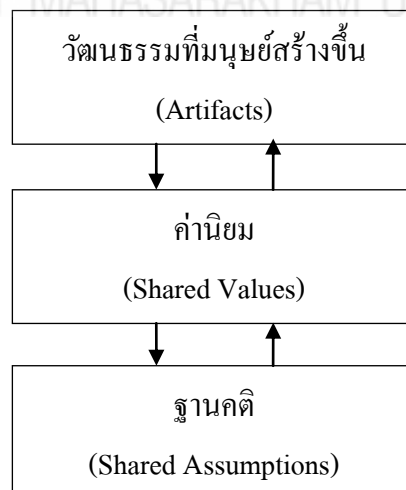 MAHASARAKHAM U
วัฒนธรรมที่มนุษย์สร้างขึ้น
(Artifacts)
ค่านิยม
(Shared Values)
ฐานคติ
(Shared Assumptions)